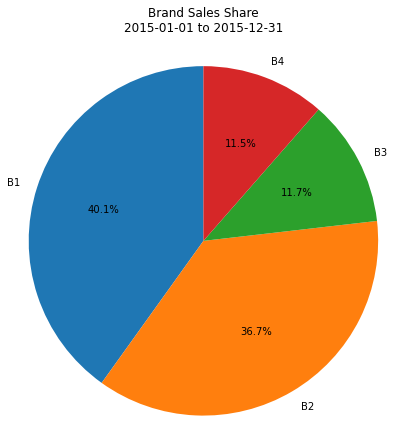 Brand Sales Share
2015-01-01 to 2015-12-31
B4
11.5%
B3
11.7%
B1
40.1%
36.7%
B2